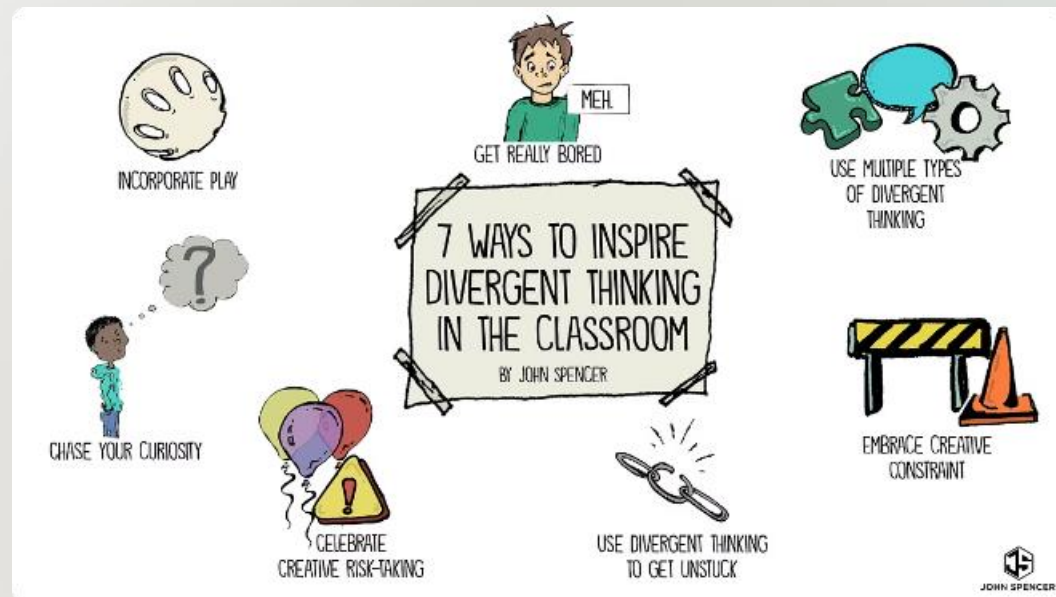 INCORPORATE PLAY
MEH.
GET REALLY BORED
USE MULTIPLE TYPES
OF DIVERGENT
THINKING
7 WAYS TO INSPIRE
DIVERGENT THINKING
IN THE CLASSROOM
BY JOHN SPENCER
?
CHASE YOUR CURIOSITY
!
CELEBRATE
CREATIVE RISK-TAKING
USE DIVERGENT THINKING
TO GET UNSTUCK
EMBRACE CREATIVE
CONSTRAINT
JS
JOHN SPENCER